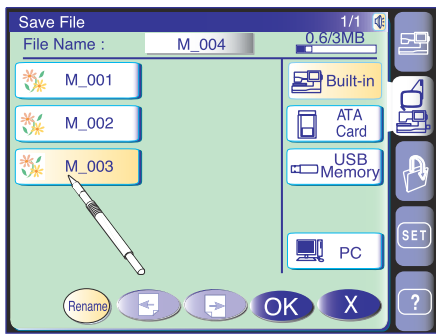 Save File 1/1
File Name : M_004 0.6/3MB
M_001 Built-in
M_002 ATA Card
M_003 USB Memory
PC
SET
Rename OK X ?